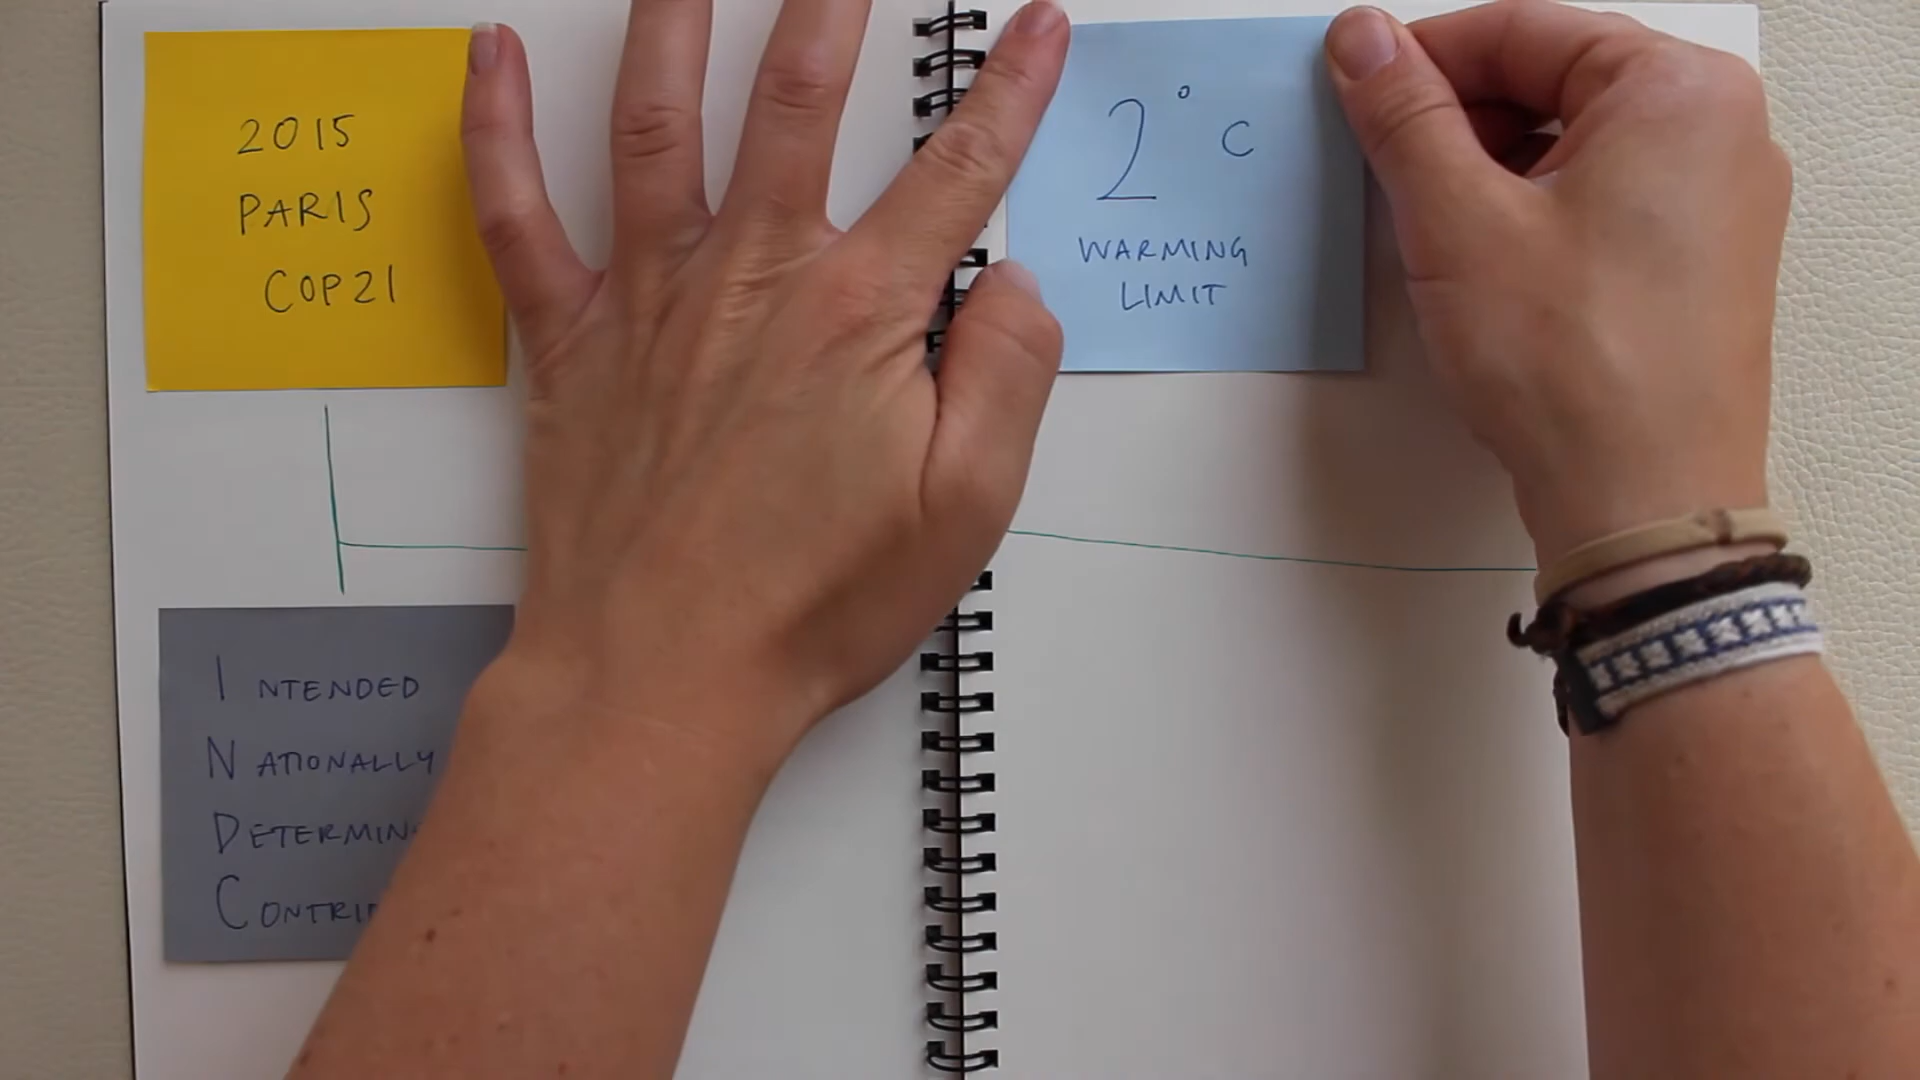 2015
PARIS
COP21
2° C
WARMING
LIMIT
INTENDED
NATIONALLY